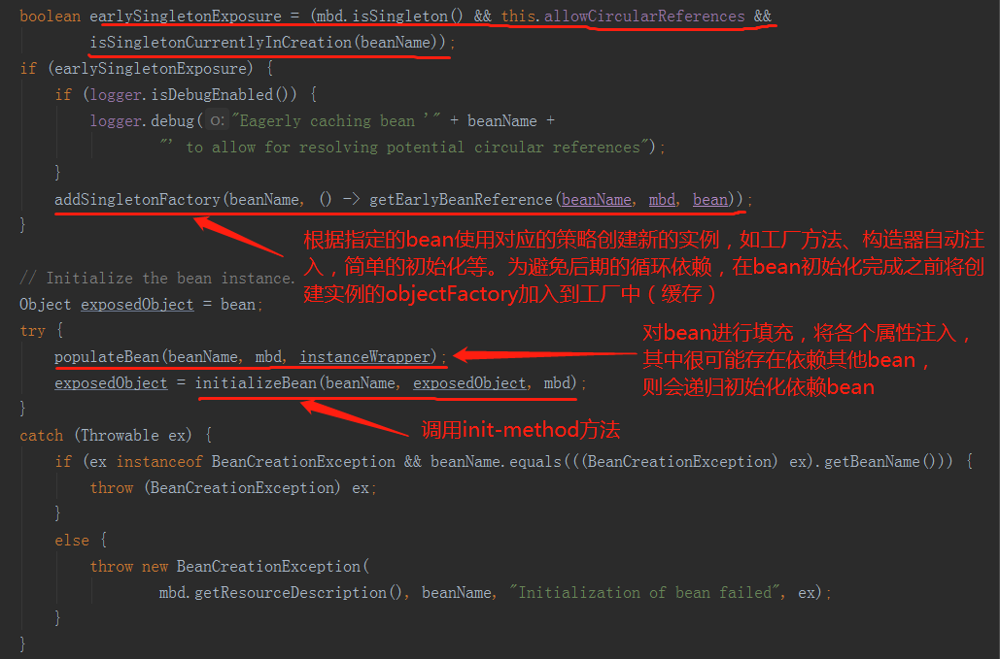 boolean earlySingletonExposure = (mbd.isSingleton() && this.allowCircularReferences &&
isSingletonCurrentlyInCreation(beanName));
if (earlySingletonExposure) {
if (logger.isDebugEnabled()) {
logger.debug( o: "Eagerly caching bean '" + beanName +
"' to allow for resolving potential circular references");
}
addSingletonFactory(beanName, () -> getEarlyBeanReference(beanName, mbd, bean));
}
根据指定的bean使用对应的策略创建新的实例，如工厂方法、构造器自动注
入，简单的初始化等。为避免后期的循环依赖，在bean初始化完成之前将创
建实例的objectFactory加入到工厂中（缓存）
// Initialize the bean instance.
Object exposedObject = bean;
try {
populateBean(beanName, mbd, instanceWrapper);
对bean进行填充，将各个属性注入，
其中很可能存在依赖其他bean，
则会递归初始化依赖bean
exposedObject = initializeBean(beanName, exposedObject, mbd);
}
调用init-method方法
catch (Throwable ex) {
if (ex instanceof BeanCreationException && beanName.equals(((BeanCreationException) ex).getBeanName())) {
throw (BeanCreationException) ex;
}
else {
throw new BeanCreationException(
mbd.getResourceDescription(), beanName, "Initialization of bean failed", ex);
}
}